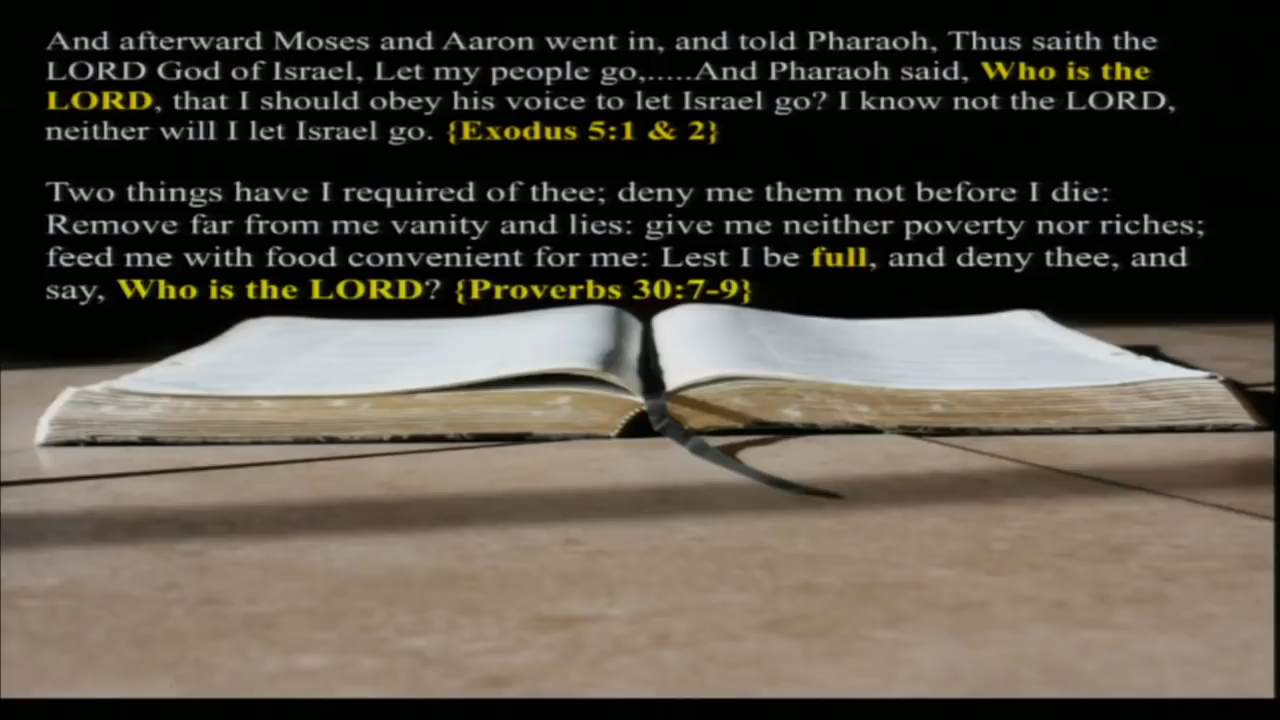 And afterward Moses and Aaron went in, and told Pharaoh, Thus saith the
LORD God of Israel, Let my people go,.....And Pharaoh said, Who is the
LORD, that I should obey his voice to let Israel go? I know not the LORD,
neither will I let Israel go. {Exodus 5:1 & 2}
Two things have I required of thee; deny me them not before I die:
Remove far from me vanity and lies: give me neither poverty nor riches;
feed me with food convenient for me: Lest I be full, and deny thee, and
say, Who is the LORD? {Proverbs 30:7-9}